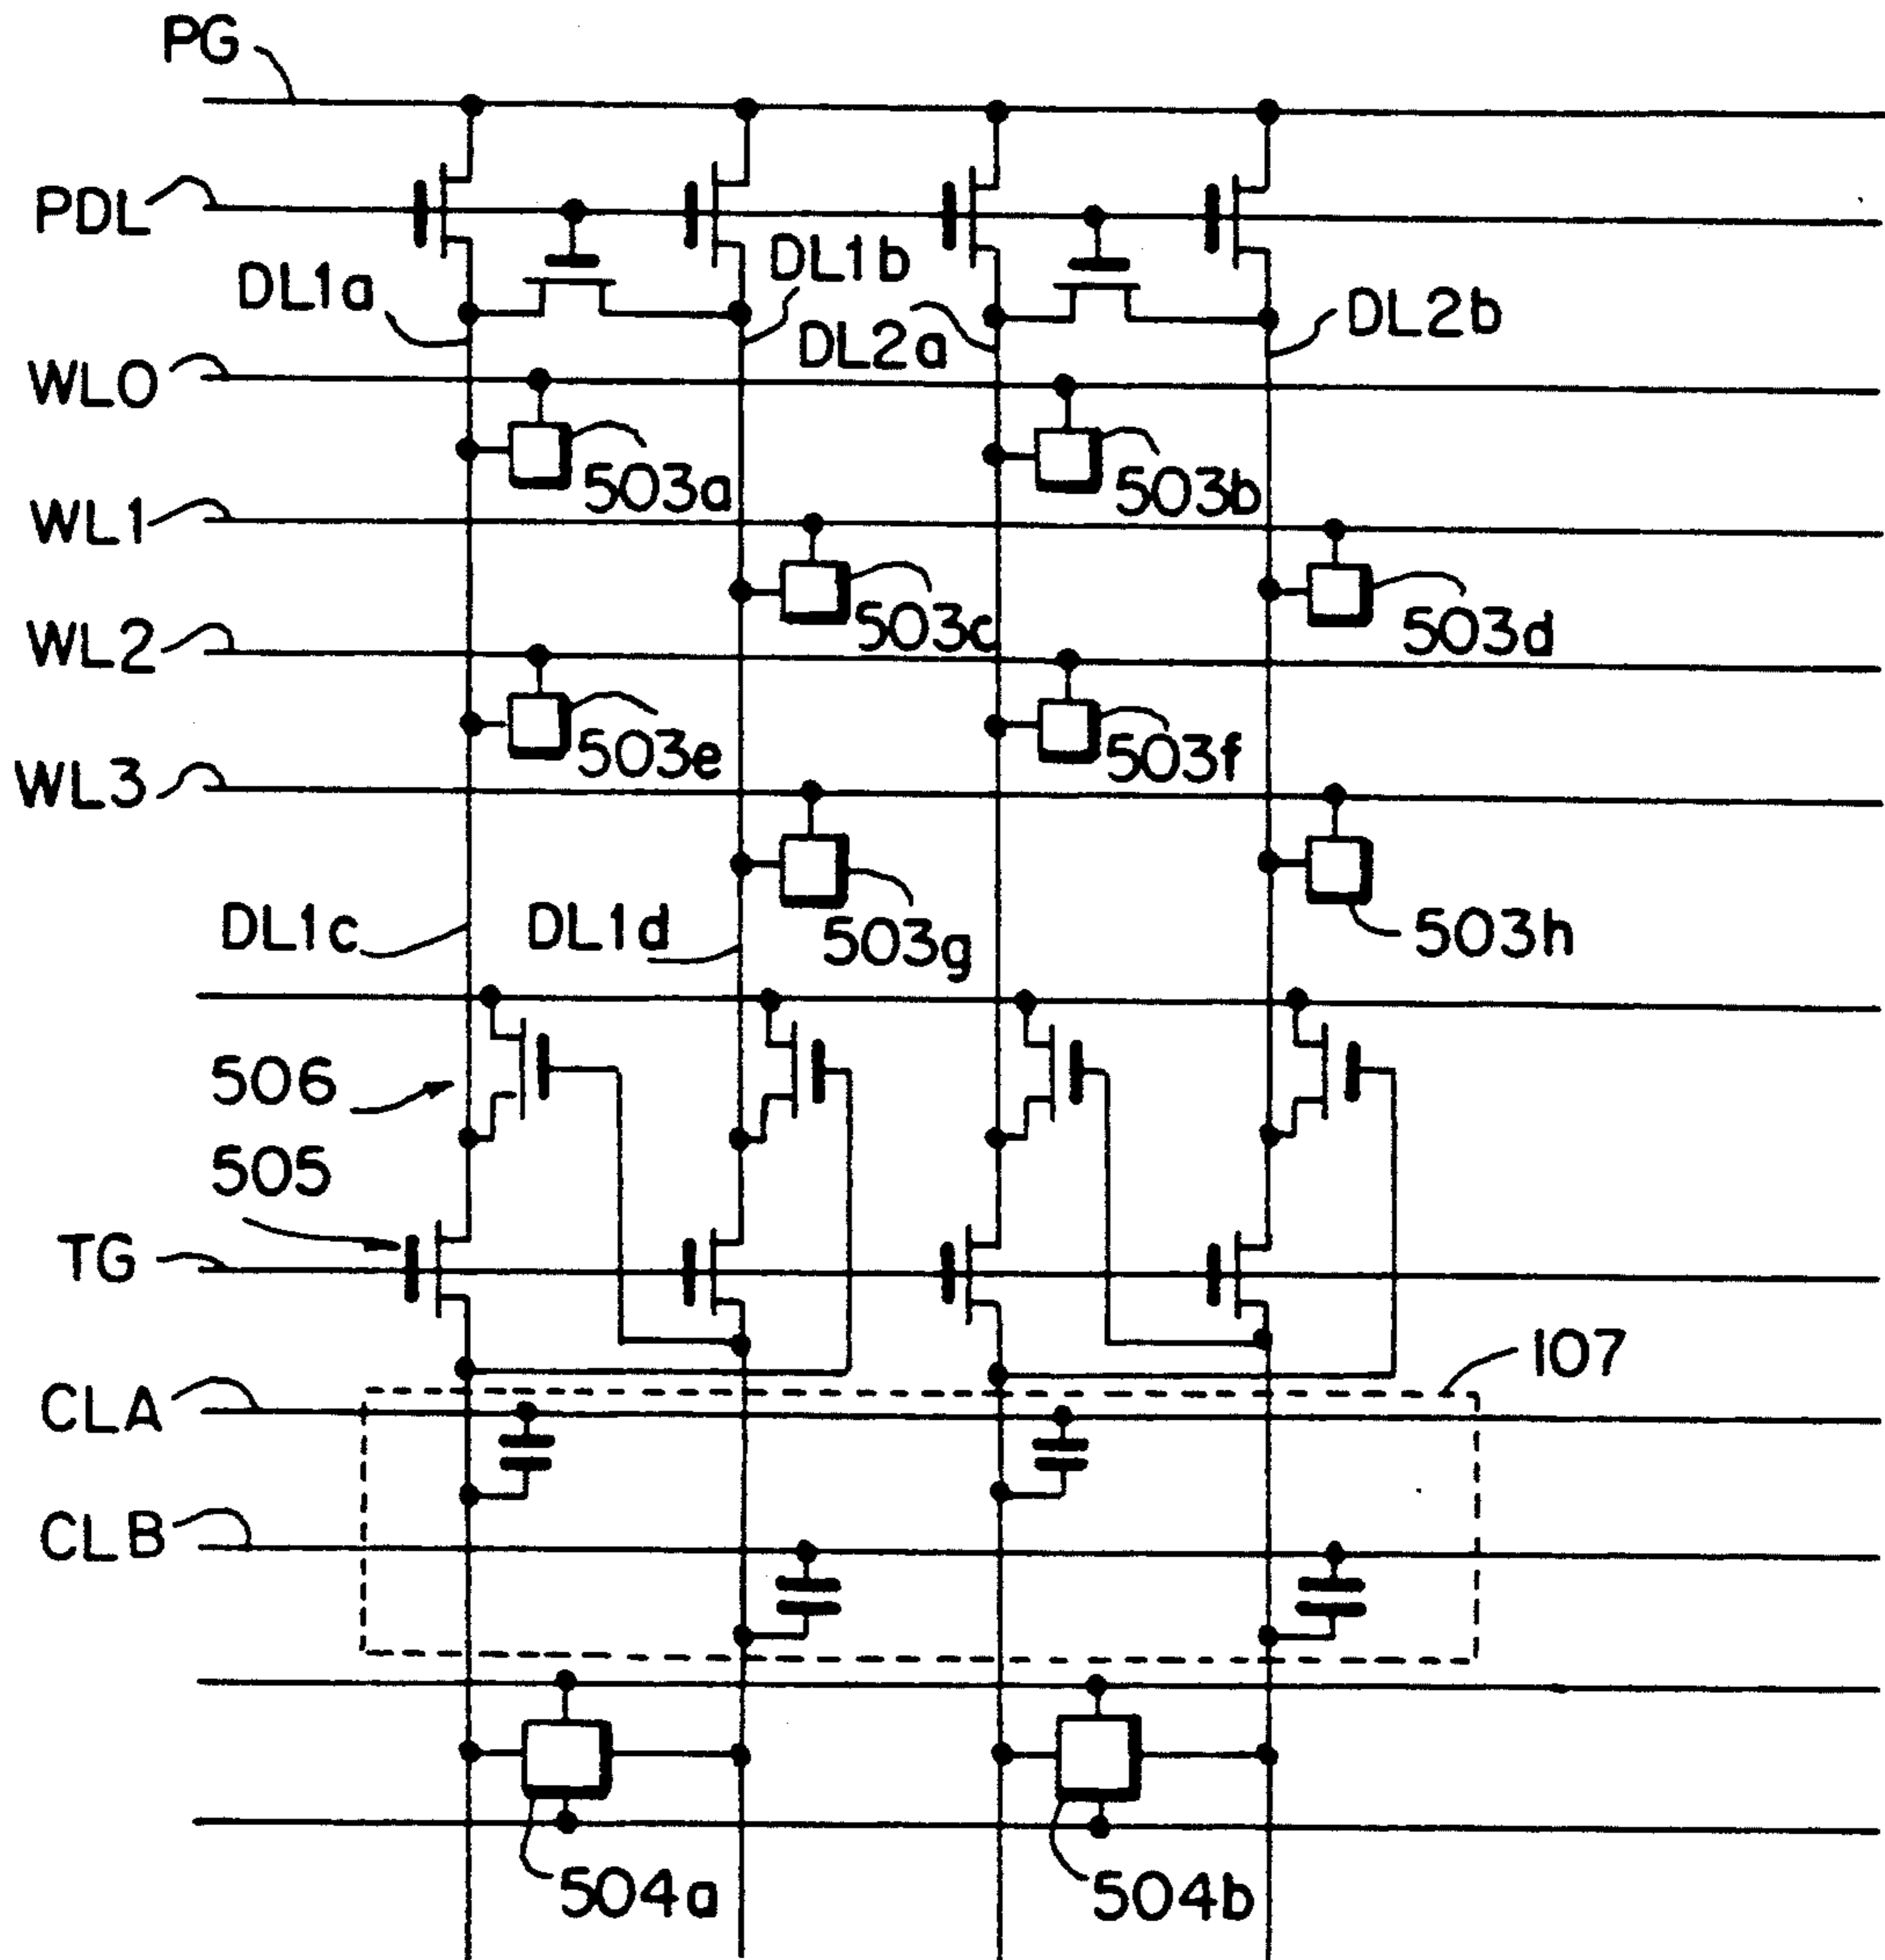 PG
PDL
DL1a
DL1b
DL2a
DL2b
WL0
503a
503b
WL1
503c
503d
WL2
503e
503f
WL3
DL1c
DL1d
503g
503h
506
505
TG
107
CLA
CLB
504a
504b